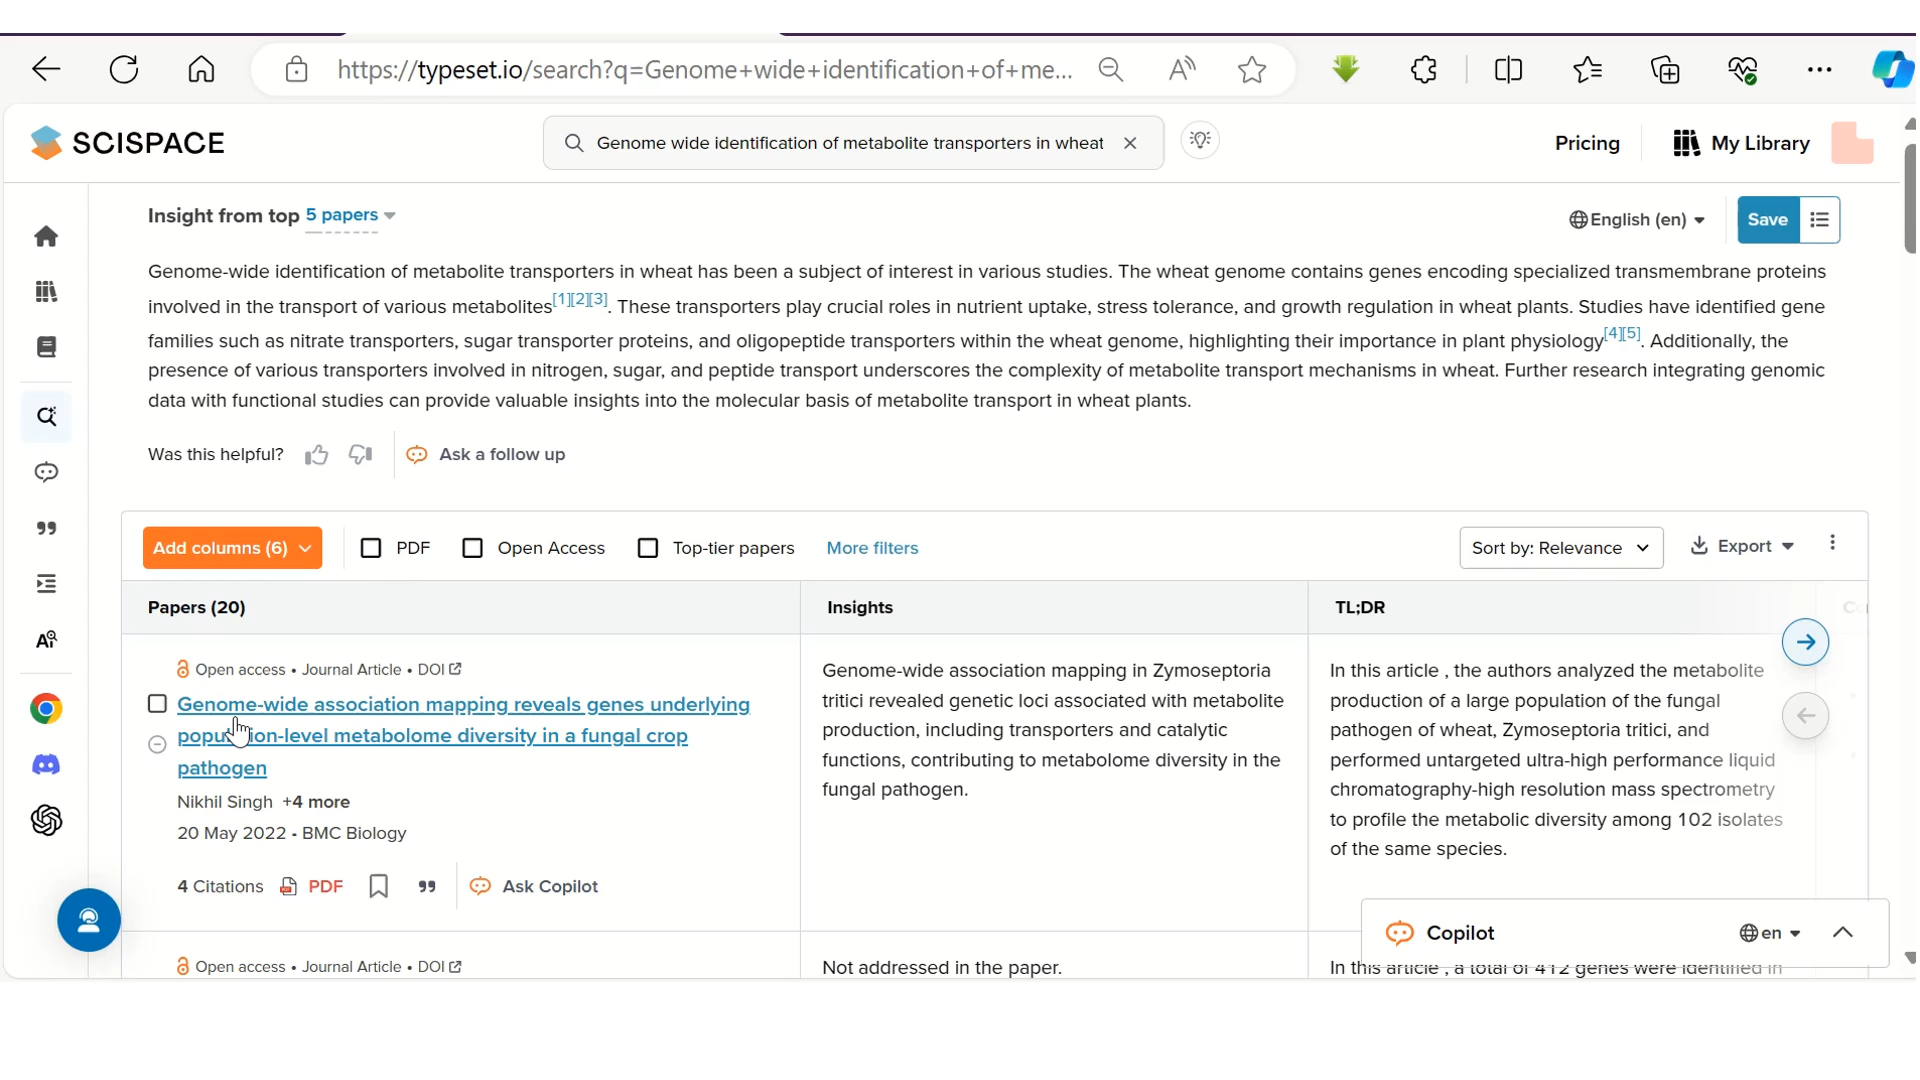 https://typeset.io/search?q=Genome+wide+identification+of+me...
SCISPACE
Genome wide identification of metabolite transporters in wheat
Pricing
My Library
Insight from top 5 papers
English (en)
Save
Genome-wide identification of metabolite transporters in wheat has been a subject of interest in various studies. The wheat genome contains genes encoding specialized transmembrane proteins
involved in the transport of various metabolites[1][2][3]. These transporters play crucial roles in nutrient uptake, stress tolerance, and growth regulation in wheat plants. Studies have identified gene
families such as nitrate transporters, sugar transporter proteins, and oligopeptide transporters within the wheat genome, highlighting their importance in plant physiology[4][5]. Additionally, the
presence of various transporters involved in nitrogen, sugar, and peptide transport underscores the complexity of metabolite transport mechanisms in wheat. Further research integrating genomic
data with functional studies can provide valuable insights into the molecular basis of metabolite transport in wheat plants.
Was this helpful?
Ask a follow up
Add columns (6)
PDF
Open Access
Top-tier papers
More filters
Sort by: Relevance
Export
Papers (20)
Insights
TL;DR
Open access • Journal Article • DOI
Genome-wide association mapping reveals genes underlying
population-level metabolome diversity in a fungal crop
pathogen
Nikhil Singh +4 more
20 May 2022 - BMC Biology
4 Citations
PDF
Ask Copilot
Genome-wide association mapping in Zymoseptoria
tritici revealed genetic loci associated with metabolite
production, including transporters and catalytic
functions, contributing to metabolome diversity in the
fungal pathogen.
In this article , the authors analyzed the metabolite
production of a large population of the fungal
pathogen of wheat, Zymoseptoria tritici, and
performed untargeted ultra-high performance liquid
chromatography-high resolution mass spectrometry
to profile the metabolic diversity among 102 isolates
of the same species.
Copilot
en
Open access • Journal Article • DOI
Not addressed in the paper.
In this article , a total of 412 genes were identified in